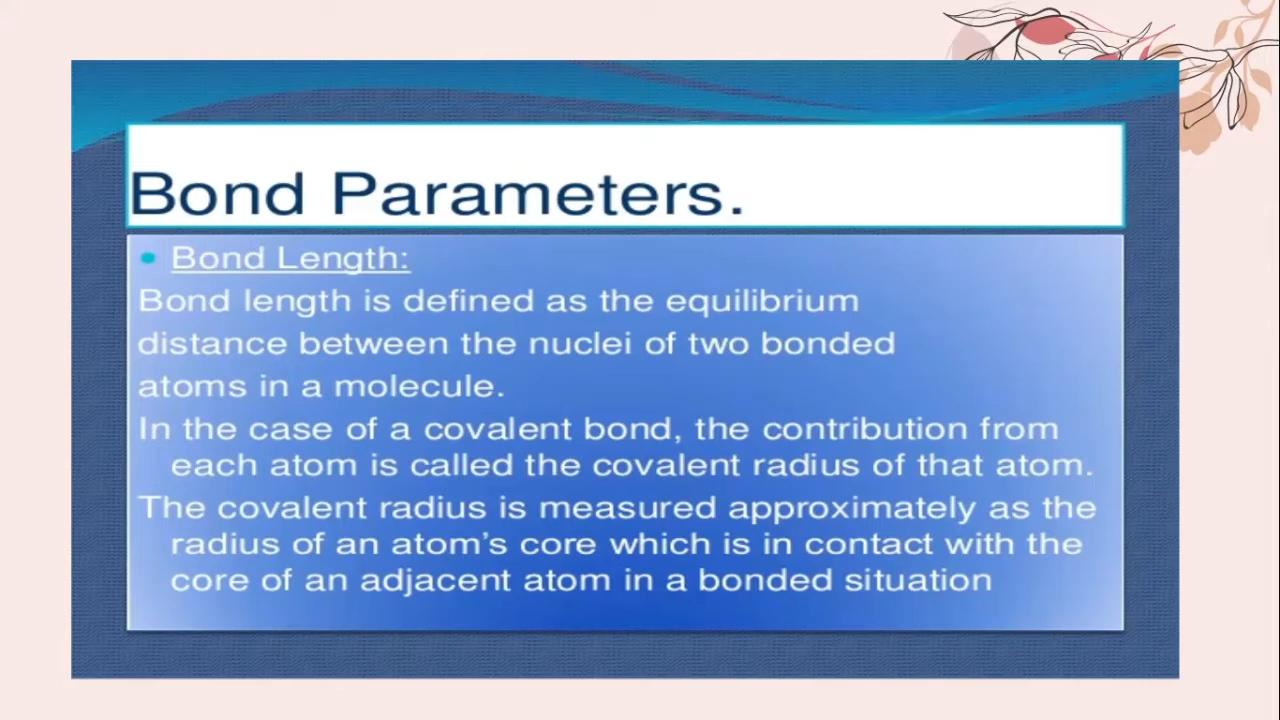 Bond Parameters.
• Bond Length:
Bond length is defined as the equilibrium
distance between the nuclei of two bonded
atoms in a molecule.
In the case of a covalent bond, the contribution from
each atom is called the covalent radius of that atom.
The covalent radius is measured approximately as the
radius of an atom’s core which is in contact with the
core of an adjacent atom in a bonded situation